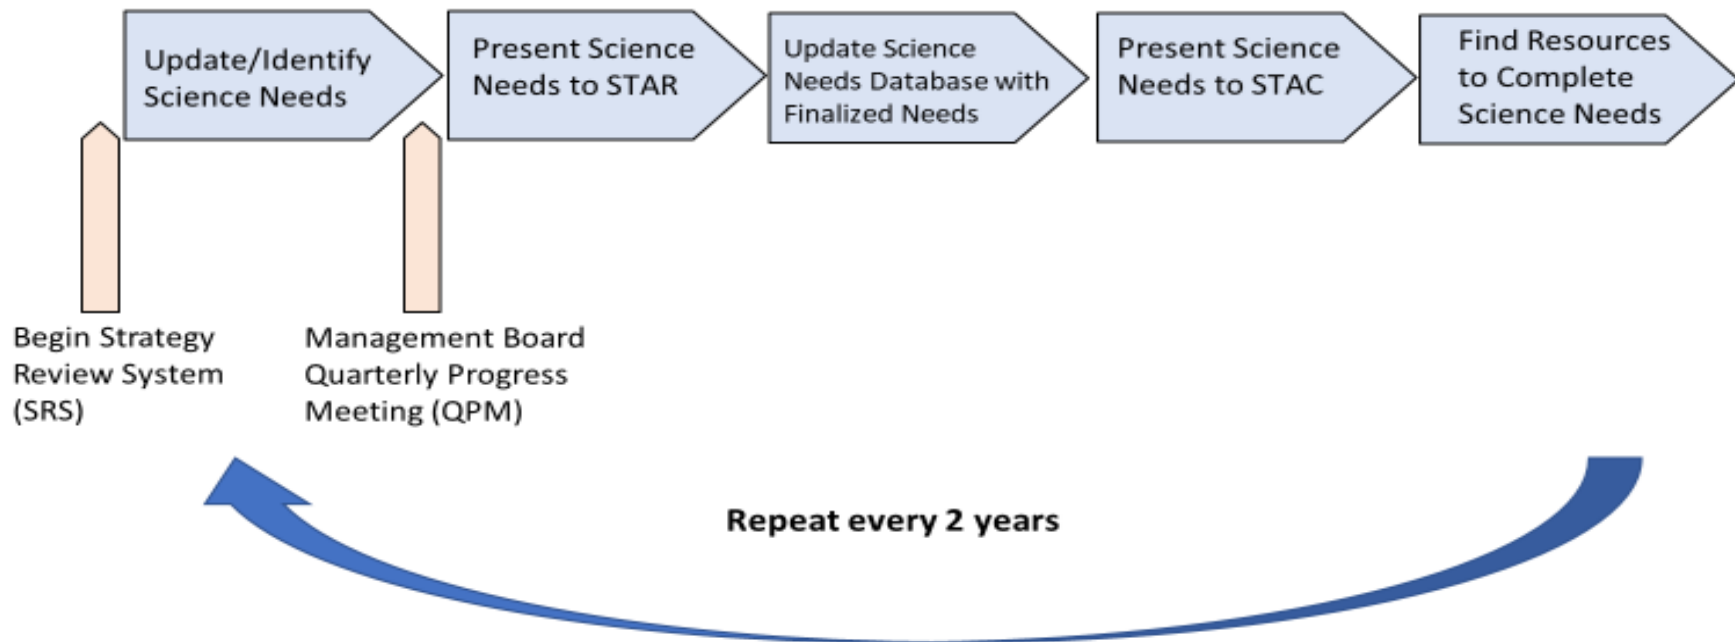 Update/Identify
Science Needs
Present Science
Needs to STAR
Update Science
Needs Database with
Finalized Needs
Present Science
Needs to STAC
Find Resources
to Complete
Science Needs
Begin Strategy
Review System
(SRS)
Management Board
Quarterly Progress
Meeting (QPM)
Repeat every 2 years